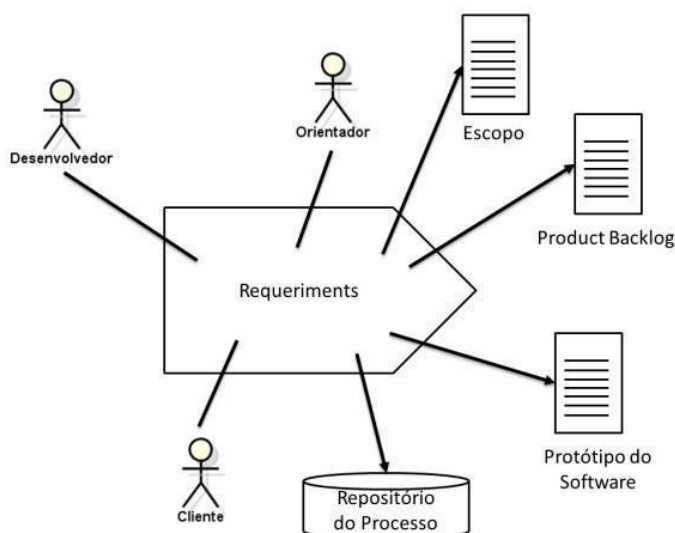 Desenvolvedor
Orientador
Escopo
Product Backlog
Requeriments
Protótipo do
Software
Cliente
Repositório
do Processo